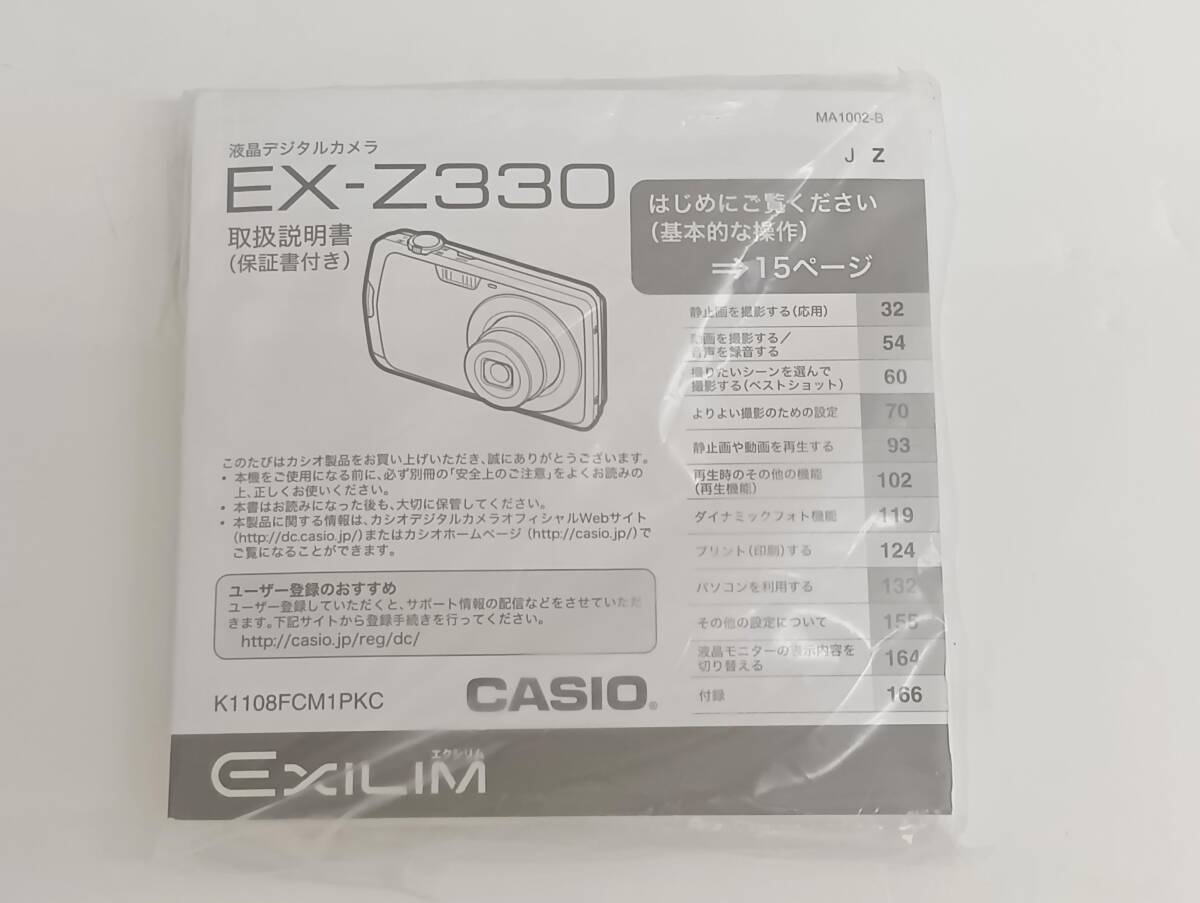 MA1002-B
J Z
液晶デジタルカメラ
EX-Z330
取扱説明書
(保証書付き)
はじめにご覧ください
(基本的な操作)
⇒15ページ
静止画を撮影する(応用) 32
動画を撮影する/
音声を録音する 54
撮りたいシーンを選んで
撮影する(ベストショット) 60
よりよい撮影のための設定 70
静止画や動画を再生する 93
再生時のその他の機能
(再生機能) 102
ダイナミックフォト機能 119
プリント(印刷)する 124
パソコンを利用する 132
その他の設定について 155
液晶モニターの表示内容を
切り替える 164
付録 166
このたびはカシオ製品をお買い上げいただき、誠にありがとうございます。
• 本機をご使用になる前に、必ず別冊の「安全上のご注意」をよくお読みの
上、正しくお使いください。
• 本書はお読みになった後も、大切に保管してください。
• 本製品に関する情報は、カシオデジタルカメラオフィシャルWebサイト
(http://dc.casio.jp/)またはカシオホームページ(http://casio.jp/)で
ご覧になることができます。
ユーザー登録のおすすめ
ユーザー登録していただくと、サポート情報の配信などをさせていただ
きます。下記サイトから登録手続きを行ってください。
http://casio.jp/reg/dc/
K1108FCM1PKC
CASIO®
エクシリム
EXILIM